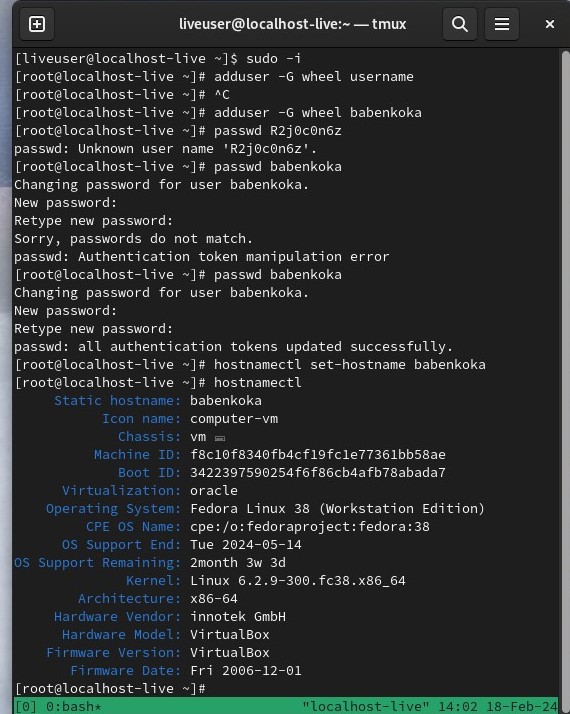 liveuser@localhost-live:~ — tmux
[liveuser@localhost-live ~]$ sudo -i
[root@localhost-live ~]# adduser -G wheel username
[root@localhost-live ~]# ^C
[root@localhost-live ~]# adduser -G wheel babenkoka
[root@localhost-live ~]# passwd R2j0c0n6z
passwd: Unknown user name 'R2j0c0n6z'.
[root@localhost-live ~]# passwd babenkoka
Changing password for user babenkoka.
New password:
Retype new password:
Sorry, passwords do not match.
passwd: Authentication token manipulation error
[root@localhost-live ~]# passwd babenkoka
Changing password for user babenkoka.
New password:
Retype new password:
passwd: all authentication tokens updated successfully.
[root@localhost-live ~]# hostnamectl set-hostname babenkoka
[root@localhost-live ~]# hostnamectl
Static hostname: babenkoka
Icon name: computer-vm
Chassis: vm 🖴
Machine ID: f8c10f8340fb4cf19fc1e77361bb58ae
Boot ID: 3422397590254f6f86cb4afb78abada7
Virtualization: oracle
Operating System: Fedora Linux 38 (Workstation Edition)
CPE OS Name: cpe:/o:fedoraproject:fedora:38
OS Support End: Tue 2024-05-14
OS Support Remaining: 2month 3w 3d
Kernel: Linux 6.2.9-300.fc38.x86_64
Architecture: x86-64
Hardware Vendor: innotek GmbH
Hardware Model: VirtualBox
Firmware Version: VirtualBox
Firmware Date: Fri 2006-12-01
[root@localhost-live ~]#
[0] 0:bash* "localhost-live" 14:02 18-Feb-24